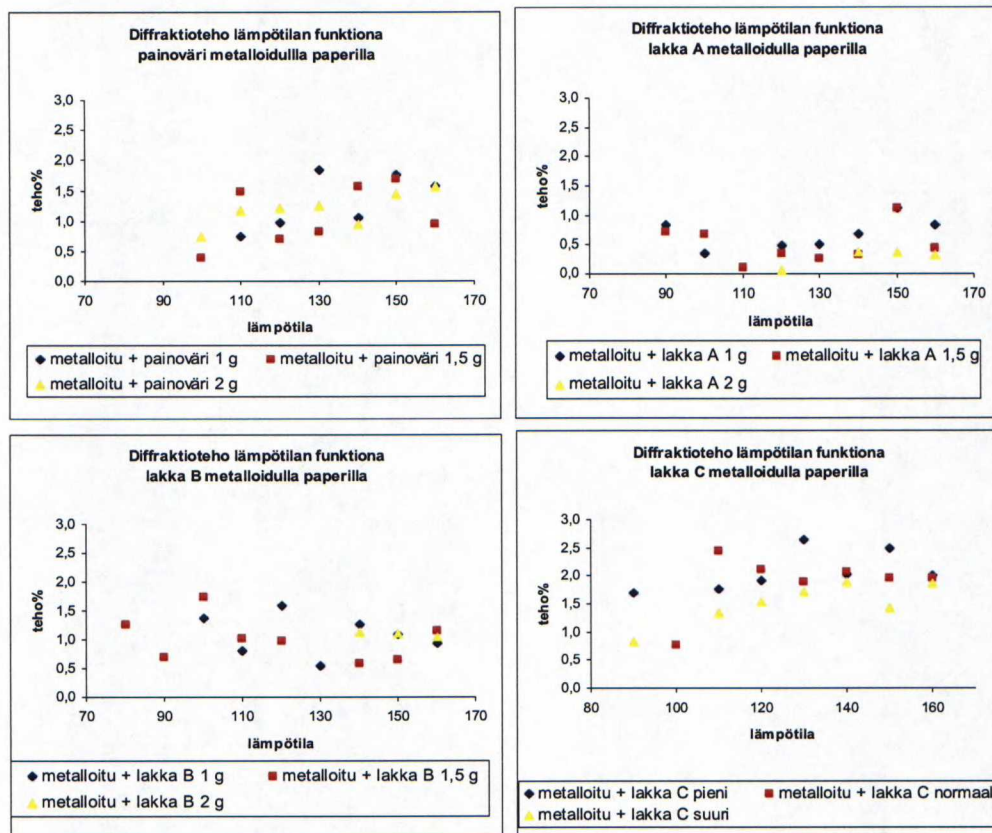 Diffraktioteho lämpötilan funktiona
painoväri metalloidullla paperilla
3,0
2,5
2,0
1,5
1,0
0,5
0,0
teho%
70 90 110 130 150 170
lämpötila
metalloitu + painoväri 1 g metalloitu + painoväri 1,5 g
metalloitu + painoväri 2 g
Diffraktioteho lämpötilan funktiona
lakka A metalloidulla paperilla
3,0
2,5
2,0
1,5
1,0
0,5
0,0
teho%
70 90 110 130 150 170
lämpötila
metalloitu + lakka A 1 g metalloitu + lakka A 1,5 g
metalloitu + lakka A 2 g
Diffraktioteho lämpötilan funktiona
lakka B metalloidulla paperilla
3,0
2,5
2,0
1,5
1,0
0,5
0,0
teho%
70 90 110 130 150 170
lämpötila
metalloitu + lakka B 1 g metalloitu + lakka B 1,5 g
metalloitu + lakka B 2 g
Diffraktioteho lämpötilan funktiona
lakka C metalloidulla paperilla
3,0
2,5
2,0
1,5
1,0
0,5
0,0
teho%
80 100 120 140 160
lämpötila
metalloitu + lakka C pieni metalloitu + lakka C normaal
metalloitu + lakka C suuri